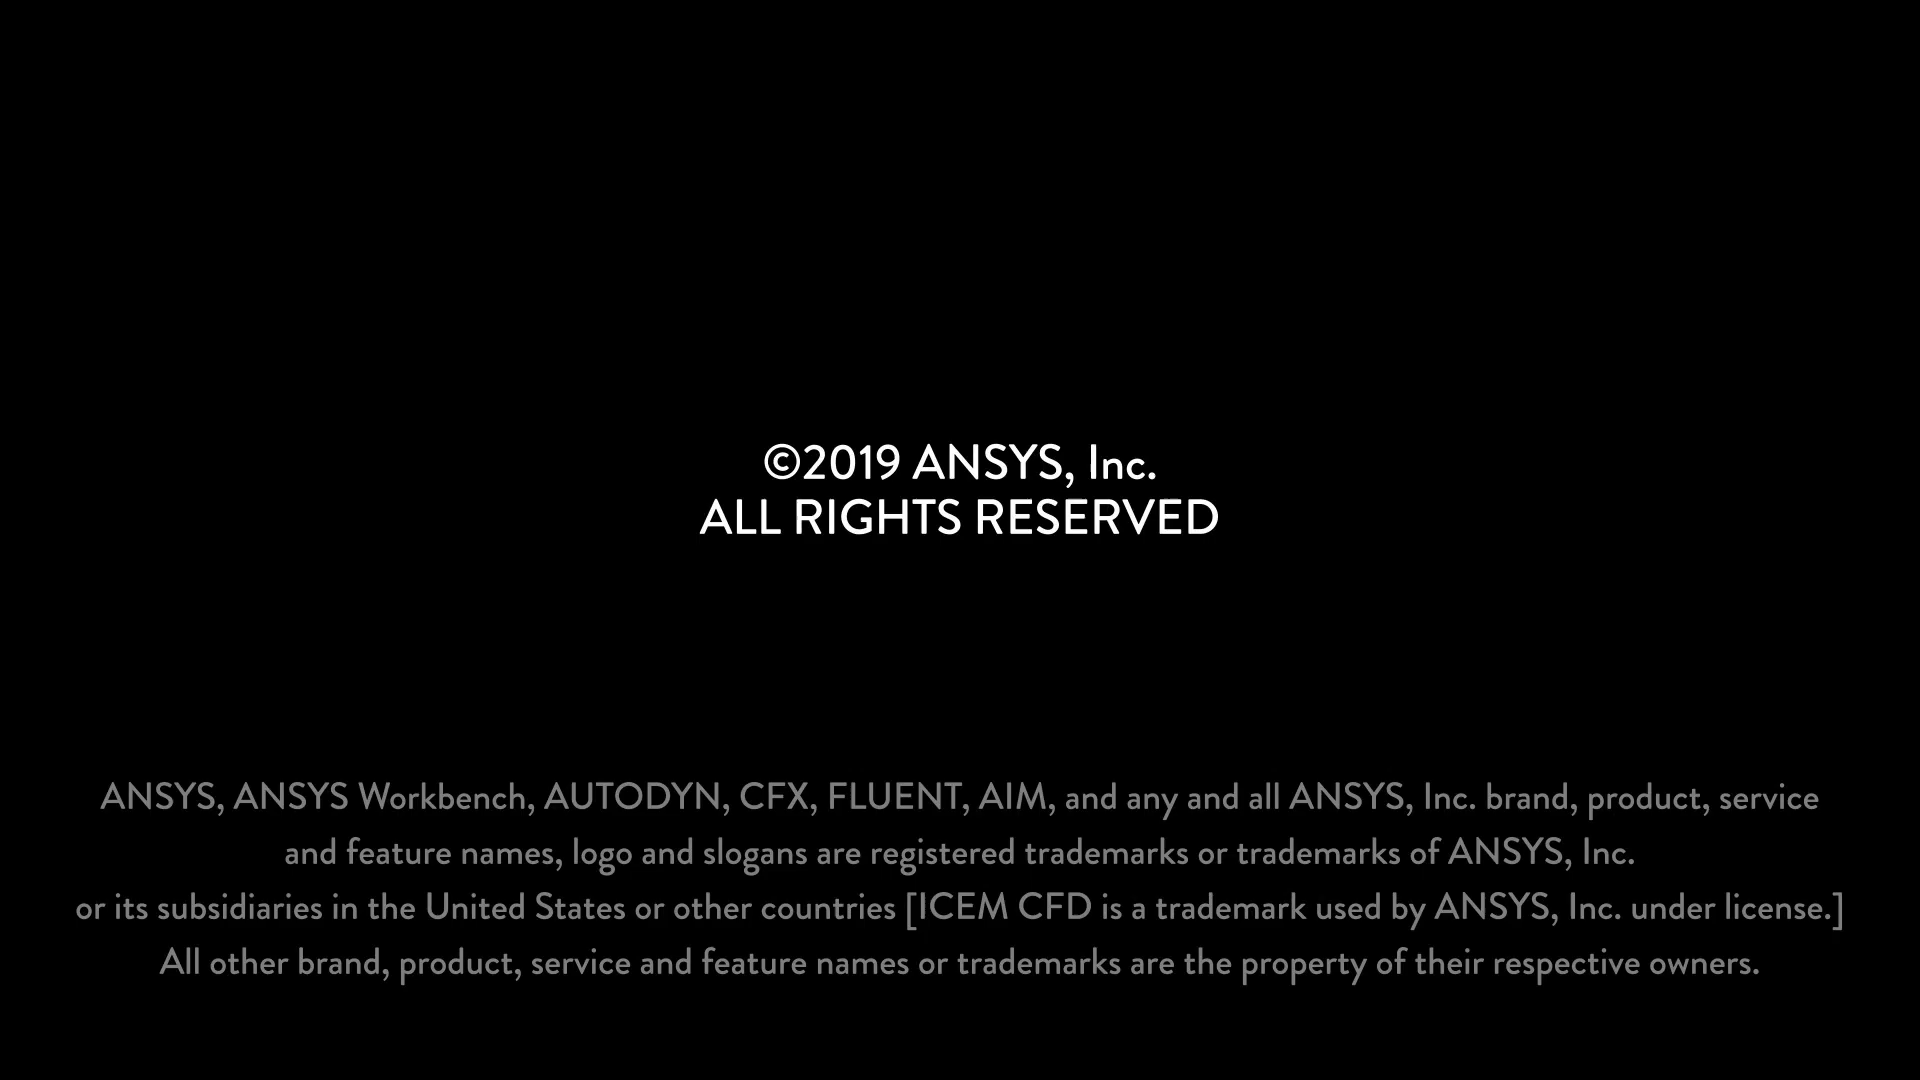 ©2019 ANSYS, Inc.
ALL RIGHTS RESERVED
ANSYS, ANSYS Workbench, AUTODYN, CFX, FLUENT, AIM, and any and all ANSYS, Inc. brand, product, service
and feature names, logo and slogans are registered trademarks or trademarks of ANSYS, Inc.
or its subsidiaries in the United States or other countries [ICEM CFD is a trademark used by ANSYS, Inc. under license.]
All other brand, product, service and feature names or trademarks are the property of their respective owners.